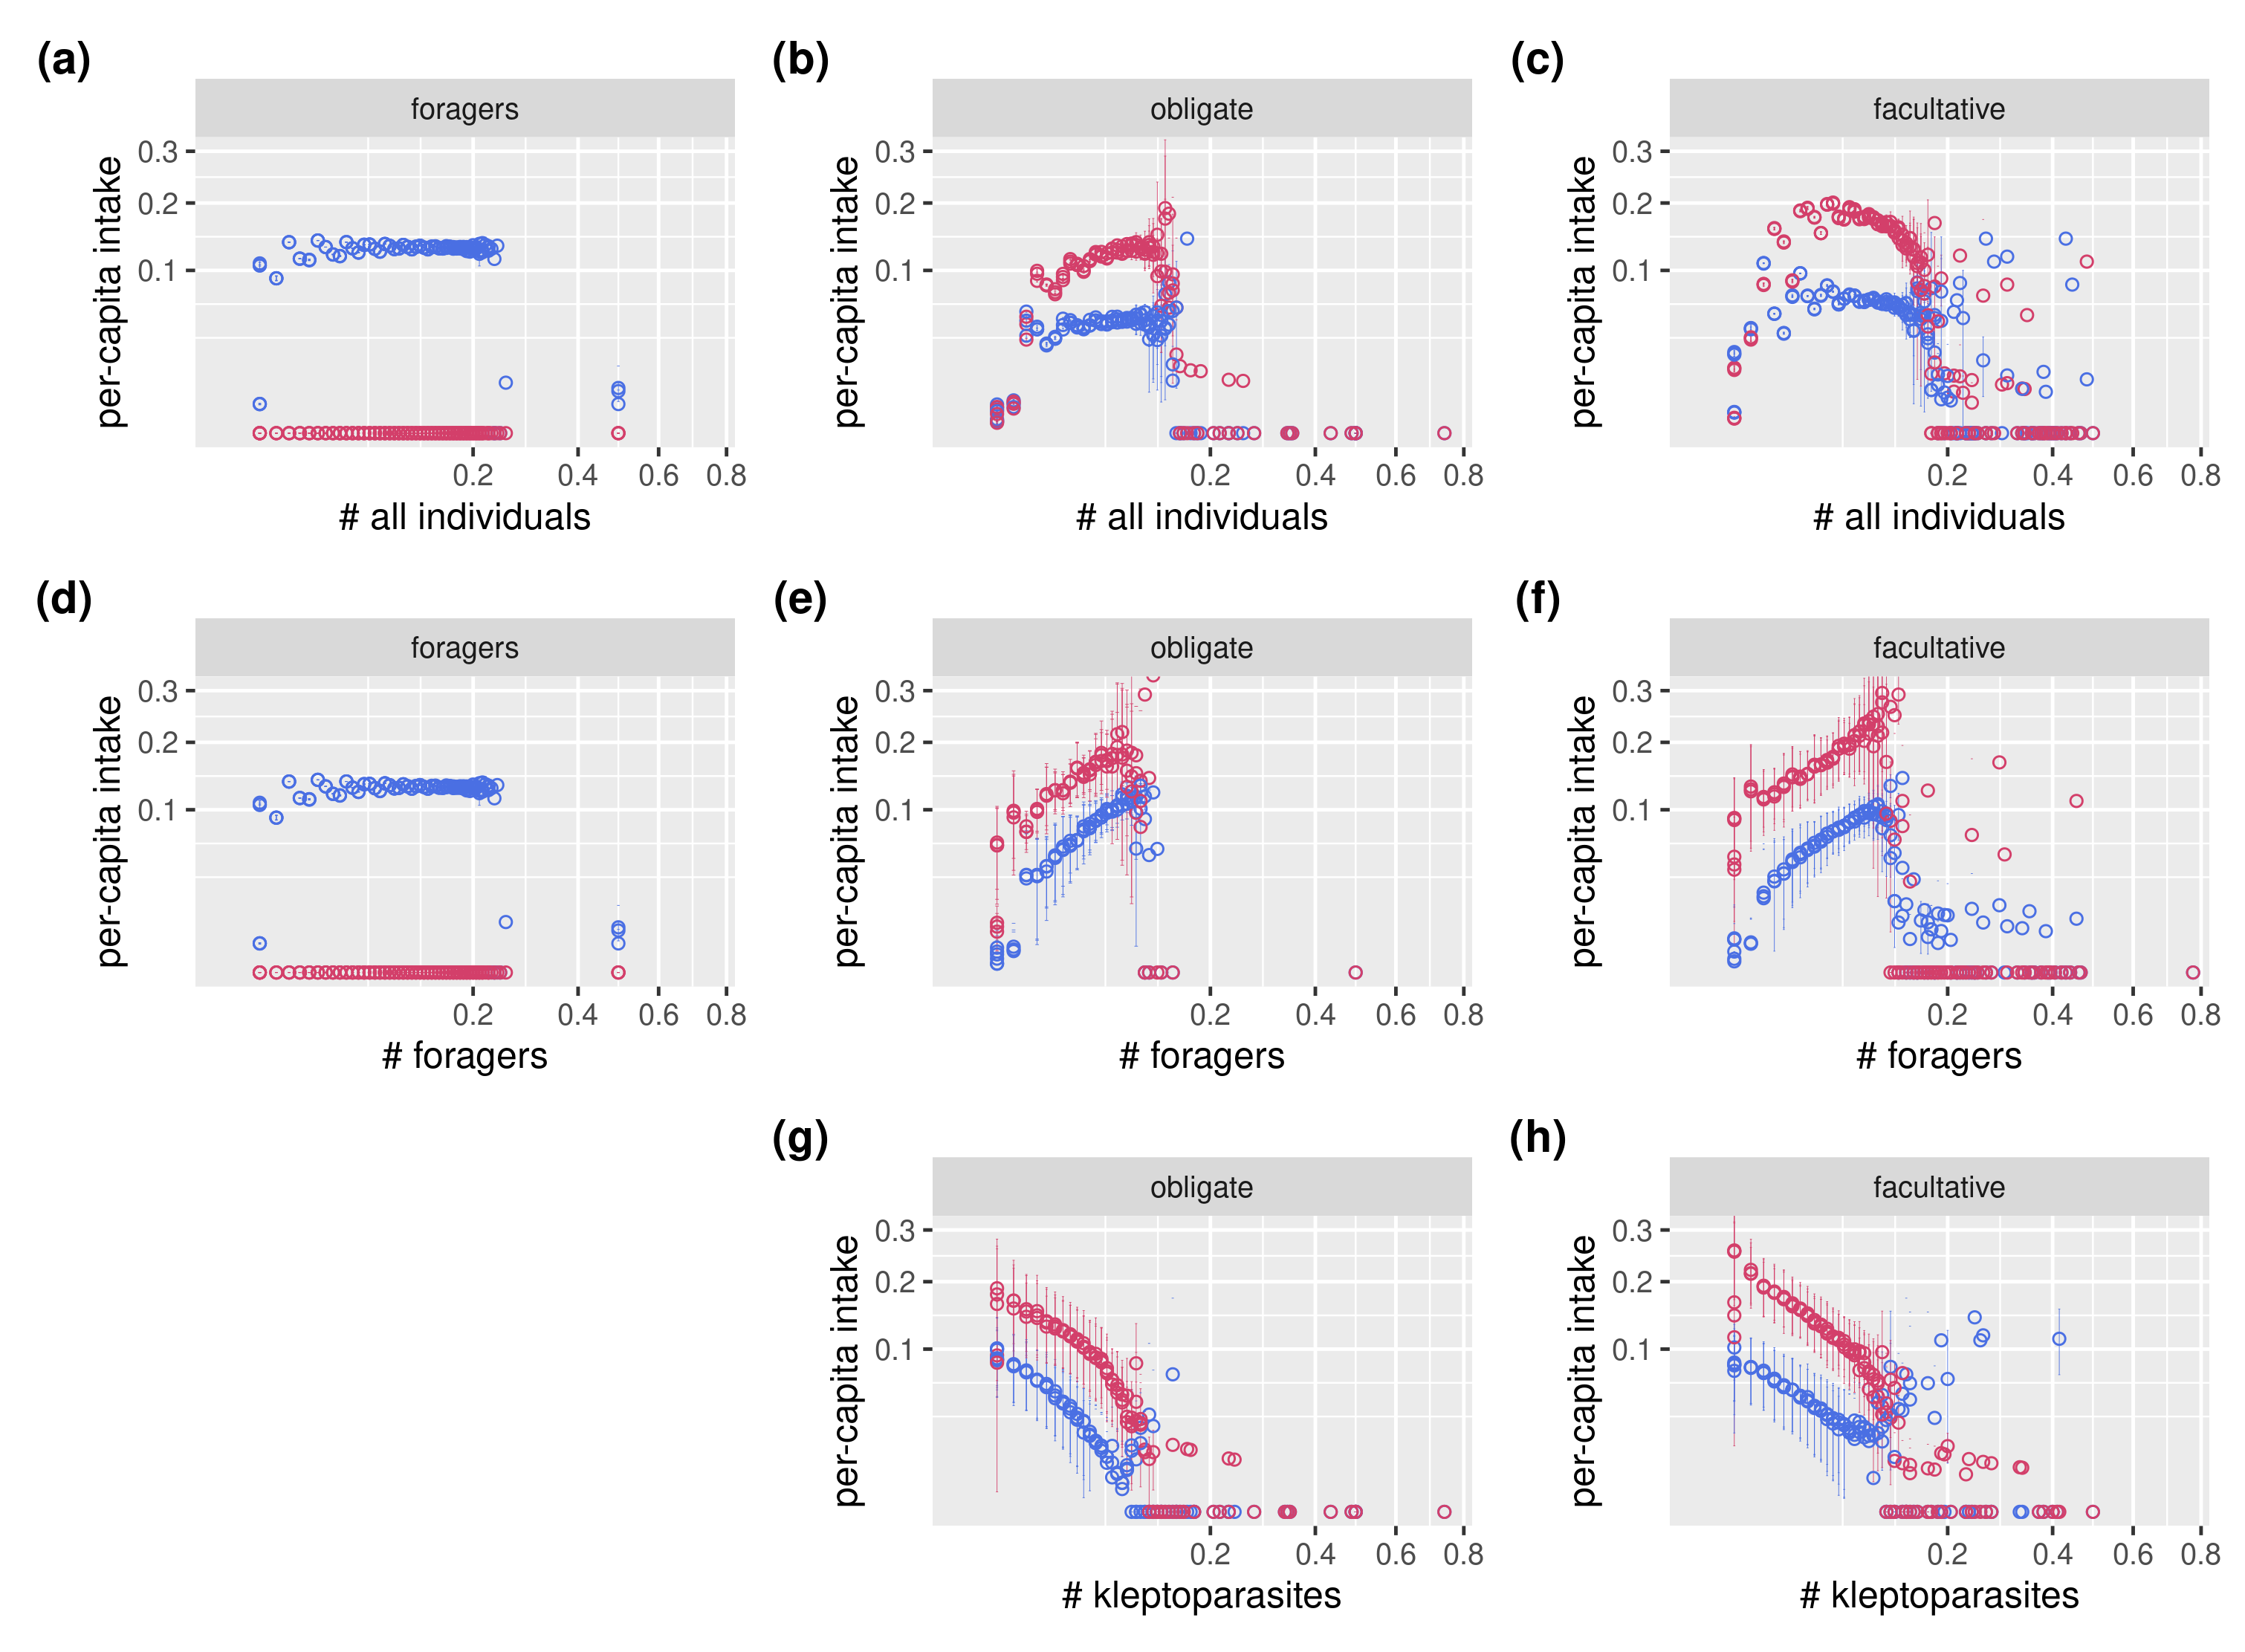 (a)
foragers
per-capita intake
0.3
0.2
0.1
0.2 0.4 0.6 0.8
# all individuals
(b)
obligate
per-capita intake
0.3
0.2
0.1
0.2 0.4 0.6 0.8
# all individuals
(c)
facultative
per-capita intake
0.3
0.2
0.1
0.2 0.4 0.6 0.8
# all individuals
(d)
foragers
per-capita intake
0.3
0.2
0.1
0.2 0.4 0.6 0.8
# foragers
(e)
obligate
per-capita intake
0.3
0.2
0.1
0.2 0.4 0.6 0.8
# foragers
(f)
facultative
per-capita intake
0.3
0.2
0.1
0.2 0.4 0.6 0.8
# foragers
(g)
obligate
per-capita intake
0.3
0.2
0.1
0.2 0.4 0.6 0.8
# kleptoparasites
(h)
facultative
per-capita intake
0.3
0.2
0.1
0.2 0.4 0.6 0.8
# kleptoparasites